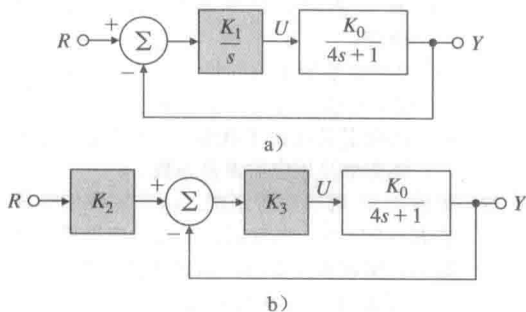 R + Σ K₁/s U K₀/(4s + 1) Y
−
a）
R K₂ + Σ K₃ U K₀/(4s + 1) Y
−
b）